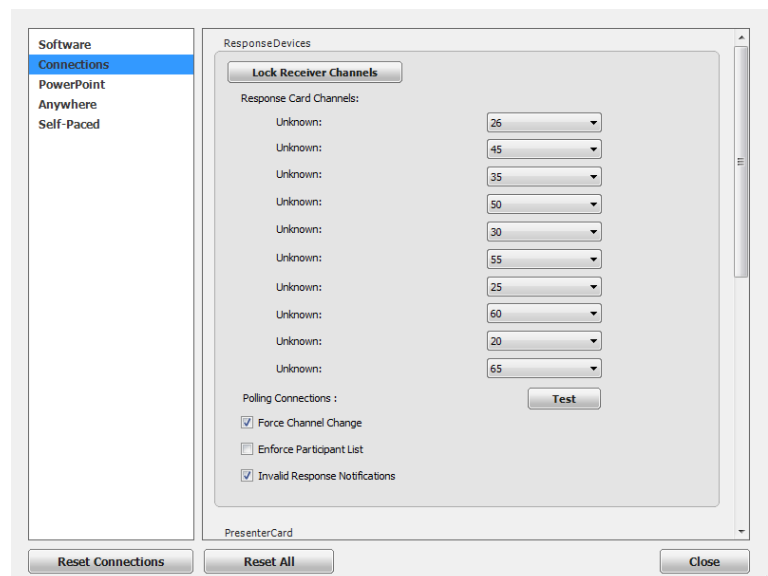 Software
Connections
PowerPoint
Anywhere
Self-Paced
ResponseDevices
Lock Receiver Channels
Response Card Channels:
Unknown: 26
Unknown: 45
Unknown: 35
Unknown: 50
Unknown: 30
Unknown: 55
Unknown: 25
Unknown: 60
Unknown: 20
Unknown: 65
Polling Connections : Test
Force Channel Change
Enforce Participant List
Invalid Response Notifications
PresenterCard
Reset Connections Reset All Close